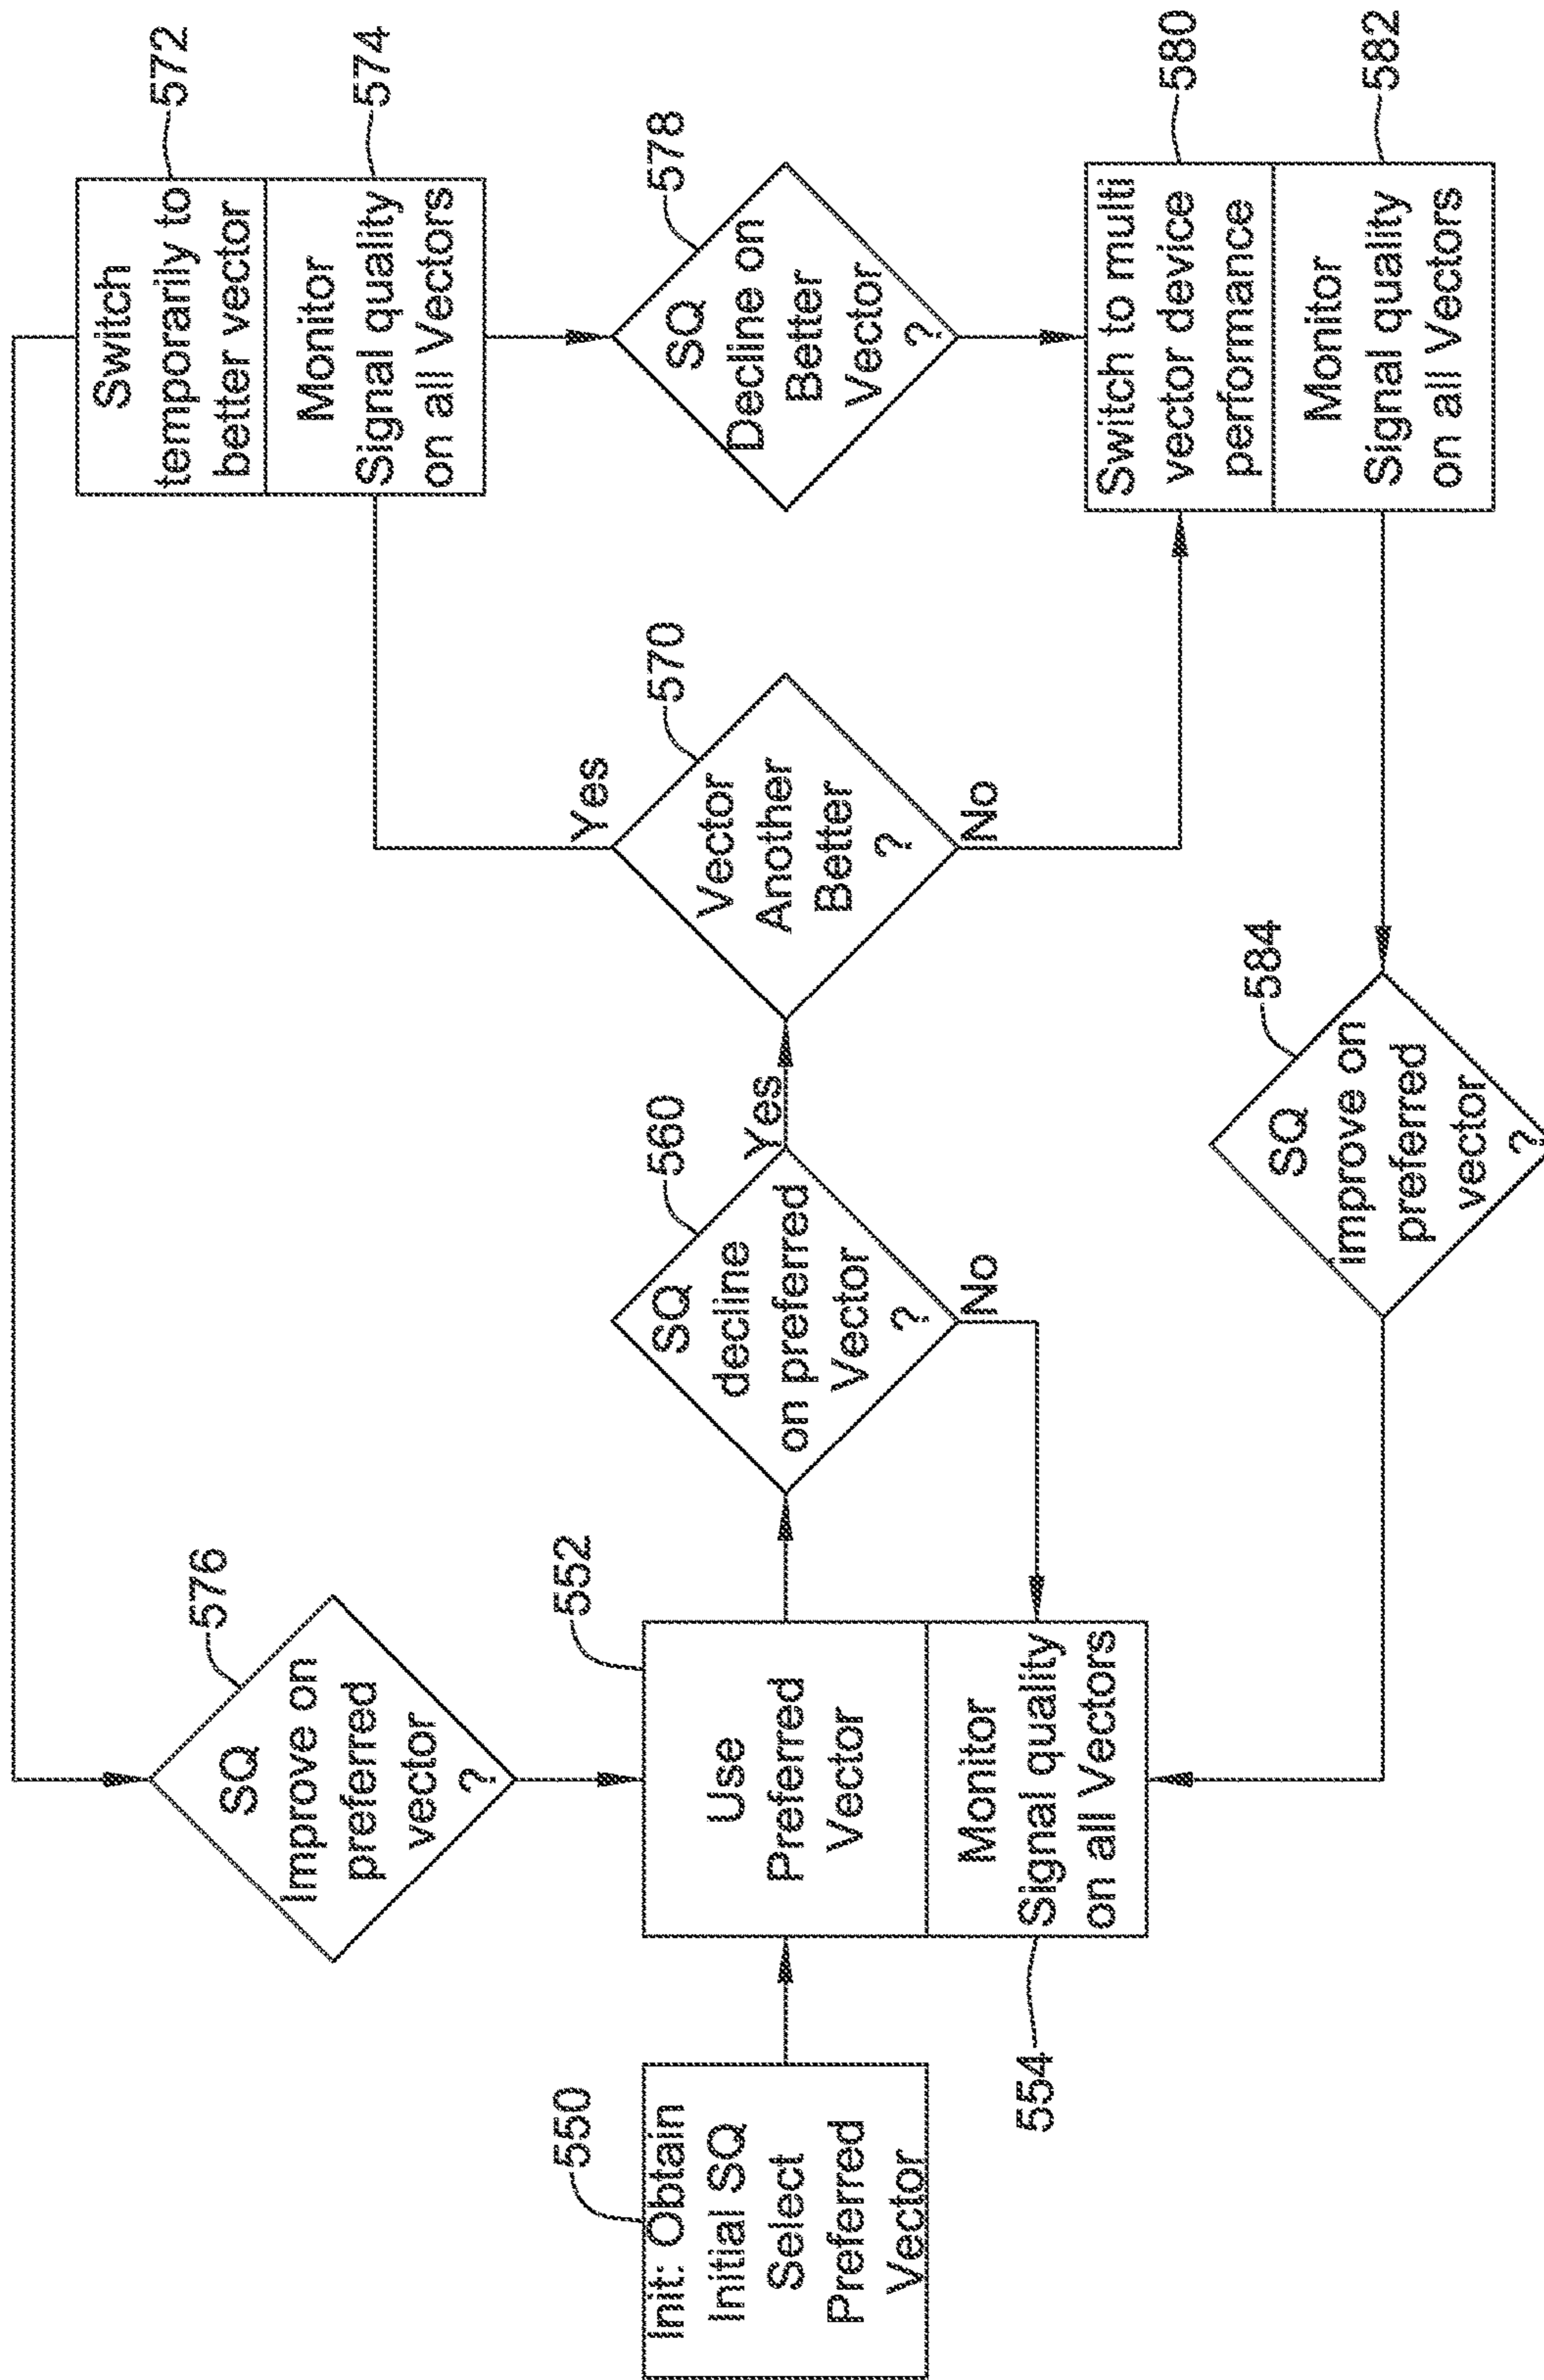 550
Init: Obtain
Initial SQ
Select
Preferred
Vector
552
Use
Preferred
Vector
Monitor
Signal quality
on all Vectors
554
576
SQ
Improve on
preferred
vector
?
560
SQ
decline
on preferred
Vector
?
Yes
No
570
Vector
Another
Better
?
Yes
No
572
Switch
temporarily to
better vector
574
Monitor
Signal quality
on all Vectors
578
SQ
Decline on
Better
Vector
?
580
Switch to multi
vector device
performance
582
Monitor
Signal quality
on all Vectors
584
SQ
improve on
preferred
vector
?